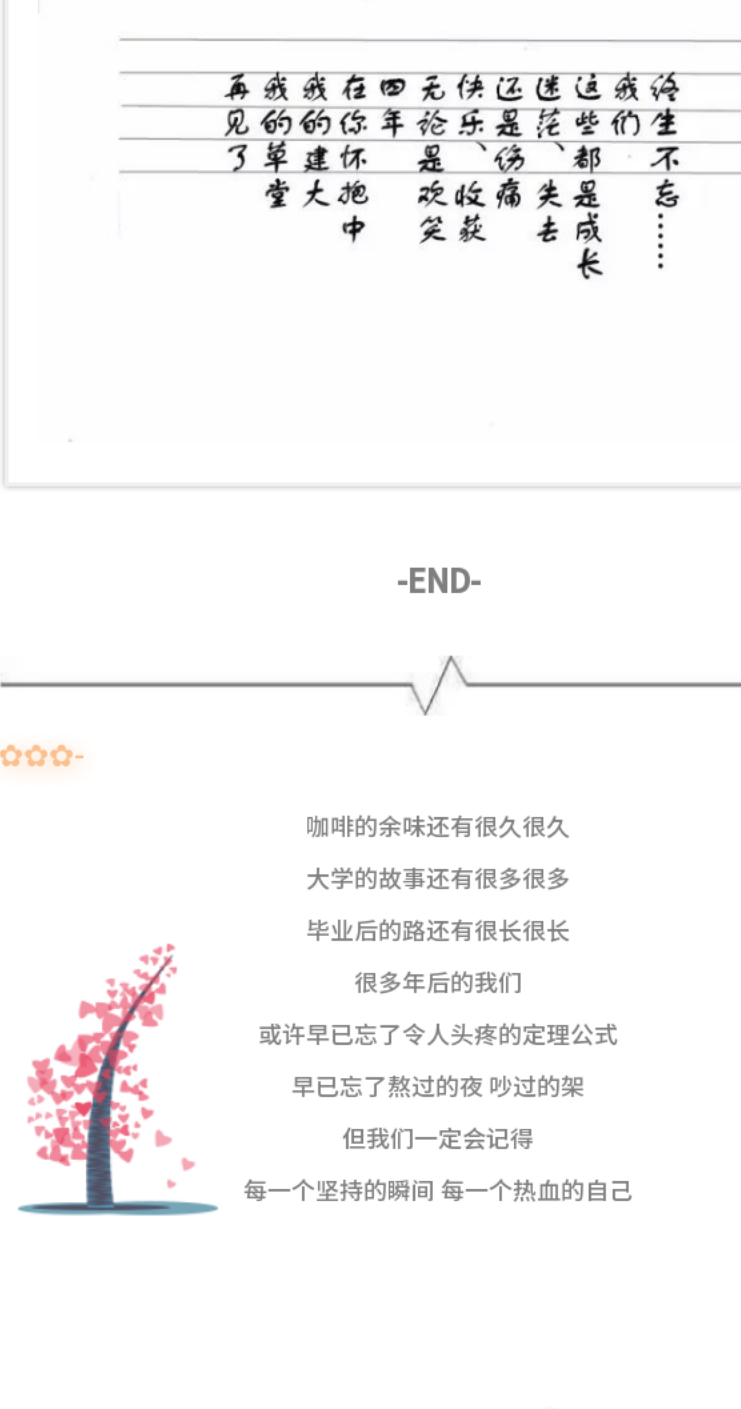 再见了
我的草堂
我的建大
在你怀抱中
四年
无论是欢笑
快乐、收获
还是伤痛
迷茫、失去
这些都是成长
我们
终生不忘……
-END-
✿✿✿-
咖啡的余味还有很久很久
大学的故事还有很多很多
毕业后的路还有很长很长
很多年后的我们
或许早已忘了令人头疼的定理公式
早已忘了熬过的夜 吵过的架
但我们一定会记得
每一个坚持的瞬间 每一个热血的自己